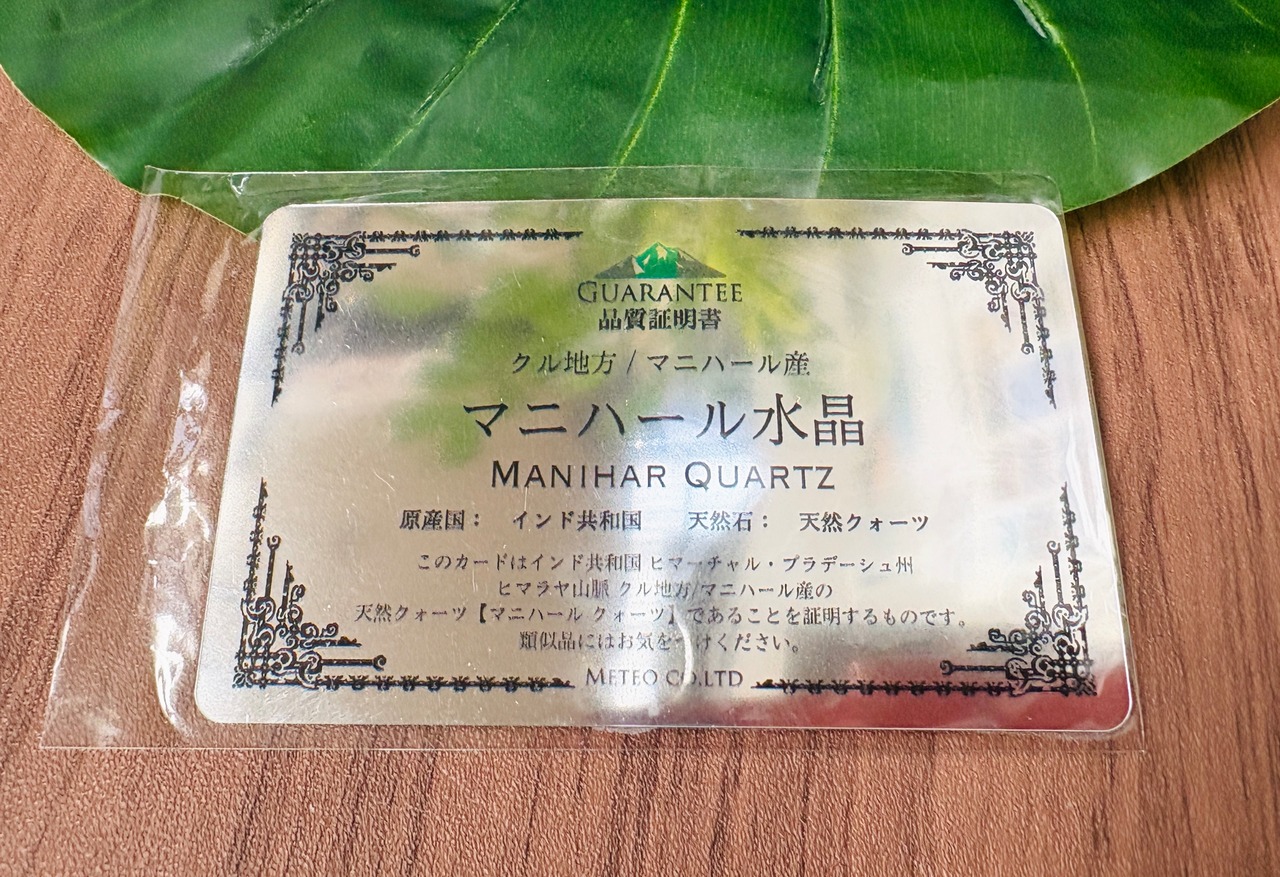 GUARANTEE
品質証明書
クル地方 / マニハール産
マニハール水晶
MANIHAR QUARTZ
原産国： インド共和国 天然石： 天然クォーツ
このカードはインド共和国 ヒマーチャル・プラデーシュ州
ヒマラヤ山脈 クル地方/マニハール産の
天然クォーツ【マニハール クォーツ】であることを証明するものです。
類似品にはお気をつけください。
METEO CO.LTD